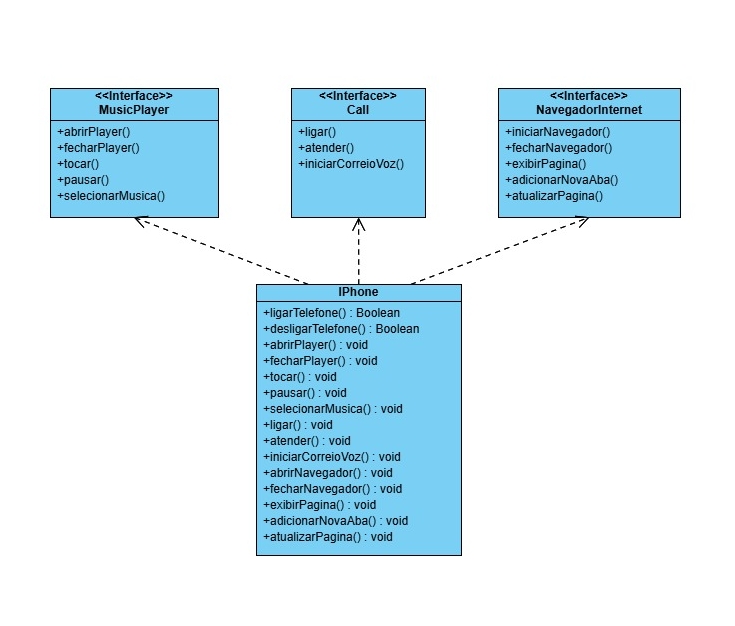 <<Interface>>
MusicPlayer
+abrirPlayer()
+fecharPlayer()
+tocar()
+pausar()
+selecionarMusica()
<<Interface>>
Call
+ligar()
+atender()
+iniciarCorreioVoz()
<<Interface>>
NavegadorInternet
+iniciarNavegador()
+fecharNavegador()
+exibirPagina()
+adicionarNovaAba()
+atualizarPagina()
IPhone
+ligarTelefone() : Boolean
+desligarTelefone() : Boolean
+abrirPlayer() : void
+fecharPlayer() : void
+tocar() : void
+pausar() : void
+selecionarMusica() : void
+ligar() : void
+atender() : void
+iniciarCorreioVoz() : void
+abrirNavegador() : void
+fecharNavegador() : void
+exibirPagina() : void
+adicionarNovaAba() : void
+atualizarPagina() : void